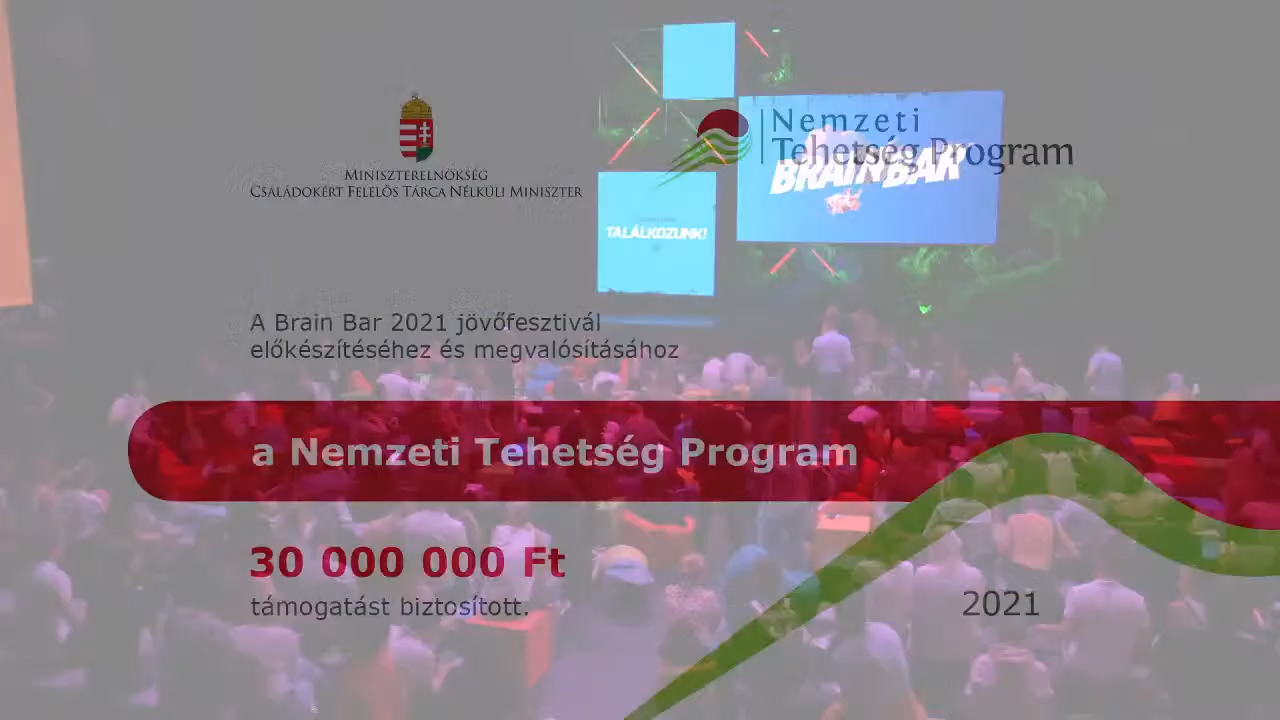 MINISZTERELNÖKSÉG
CSALÁDOKÉRT FELELŐS TÁRCA NÉLKÜLI MINISZTER
Nemzeti
Tehetség Program
BRAIN BAR
TALÁLKOZUNK!
A Brain Bar 2021 jövőfesztivál
előkészítéséhez és megvalósításához
a Nemzeti Tehetség Program
30 000 000 Ft
támogatást biztosított.
2021